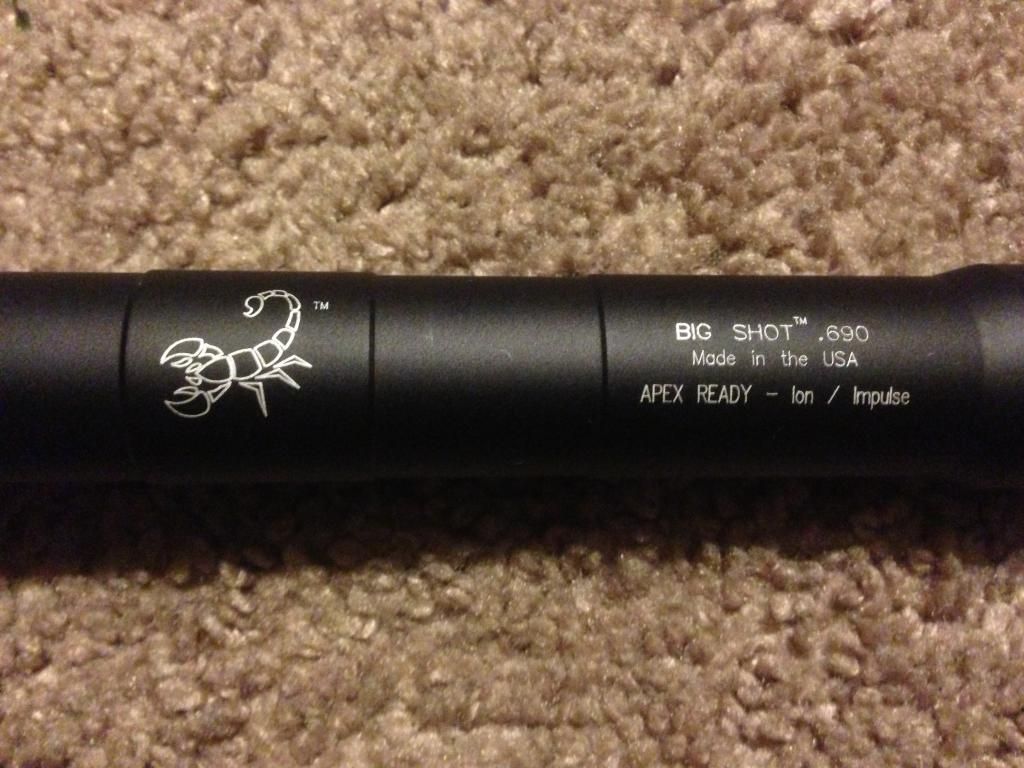 TM
BIG SHOT™ .690
Made in the USA
APEX READY - Ion / Impulse